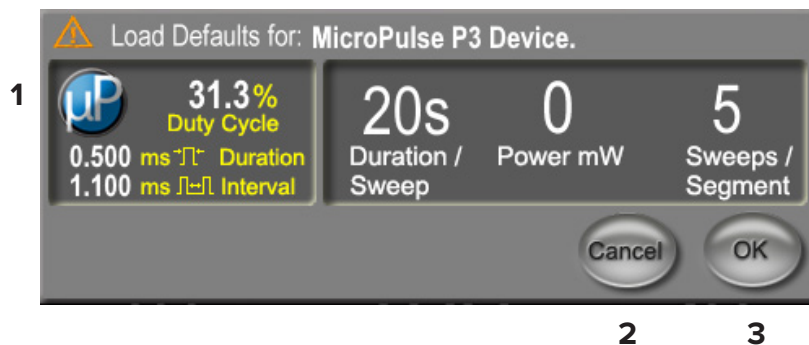 Load Defaults for: MicroPulse P3 Device.
1
µP
31.3%
Duty Cycle
0.500 ms Duration
1.100 ms Interval
20s 0 5
Duration / Power mW Sweeps /
Sweep Segment
Cancel OK
2 3